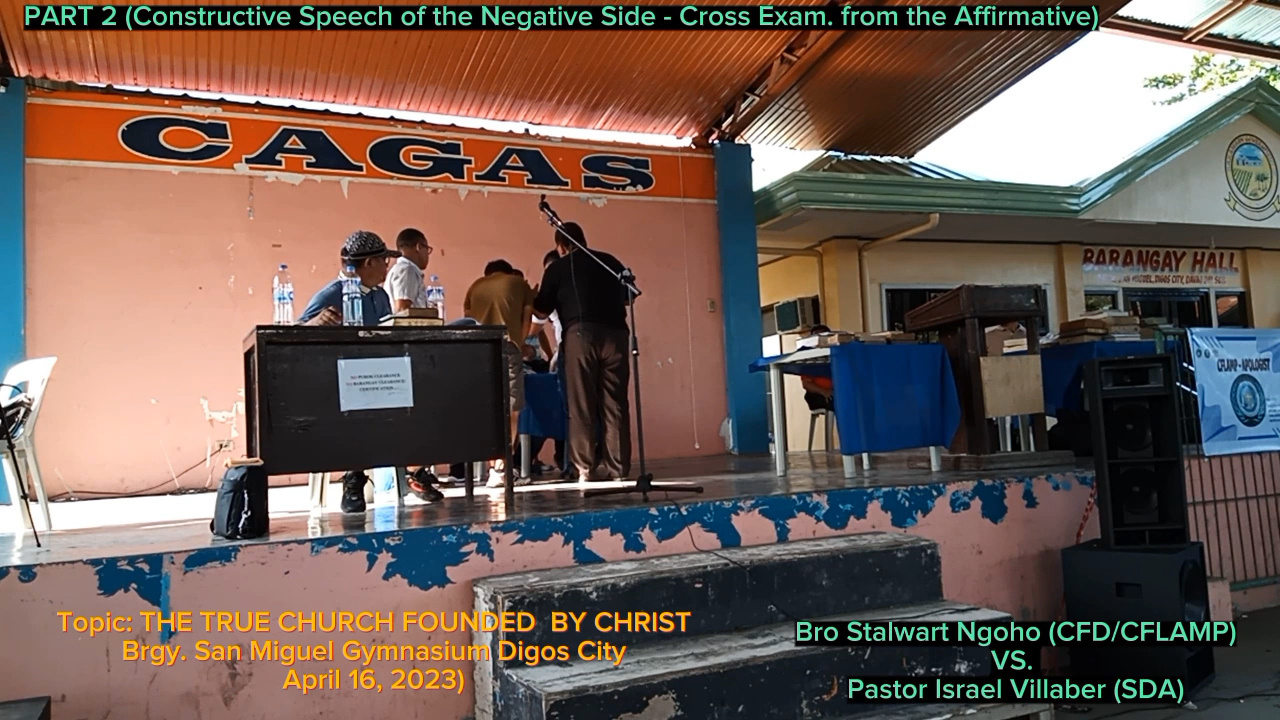 PART 2 (Constructive Speech of the Negative Side - Cross Exam. from the Affirmative)
CAGAS
BARANGAY HALL
CFLAMP - APOLOGIST
Topic: THE TRUE CHURCH FOUNDED BY CHRIST
Brgy. San Miguel Gymnasium Digos City
April 16, 2023)
Bro Stalwart Ngoho (CFD/CFLAMP)
VS.
Pastor Israel Villaber (SDA)